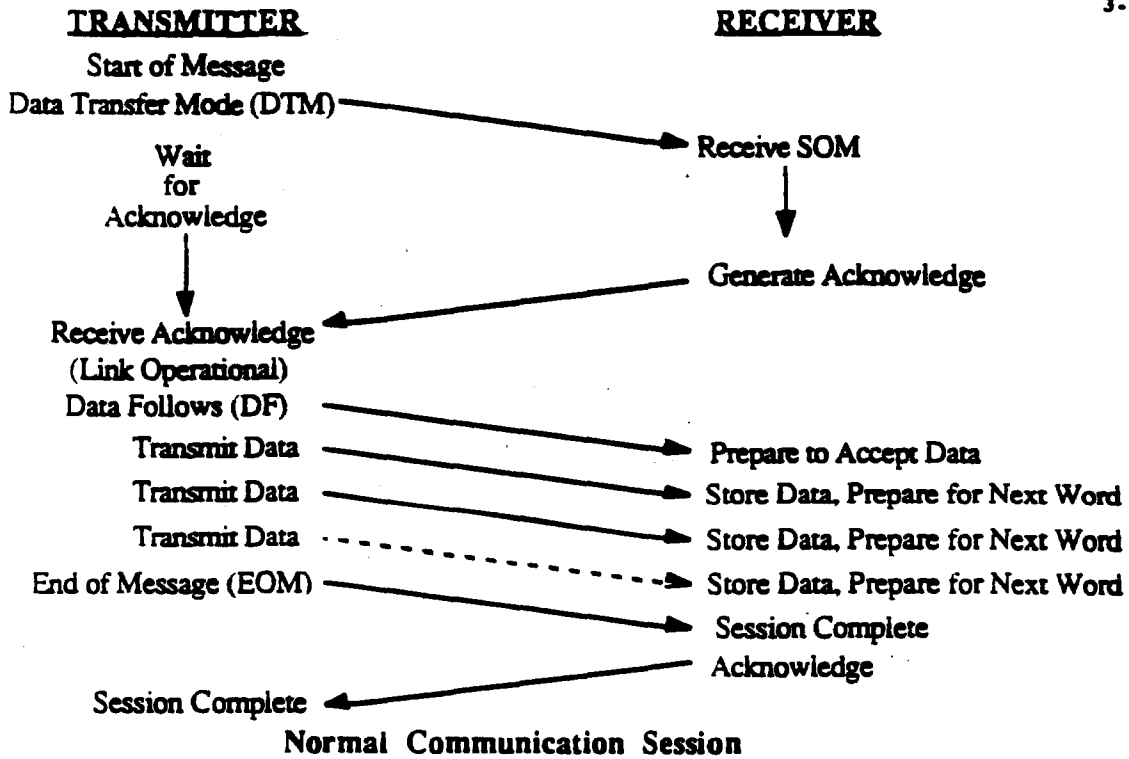 3-
TRANSMITTER
RECEIVER
Start of Message
Data Transfer Mode (DTM)
Receive SOM
Wait
for
Acknowledge
Generate Acknowledge
Receive Acknowledge
(Link Operational)
Data Follows (DF)
Prepare to Accept Data
Transmit Data
Store Data, Prepare for Next Word
Transmit Data
Store Data, Prepare for Next Word
Transmit Data
Store Data, Prepare for Next Word
End of Message (EOM)
Session Complete
Acknowledge
Session Complete
Normal Communication Session